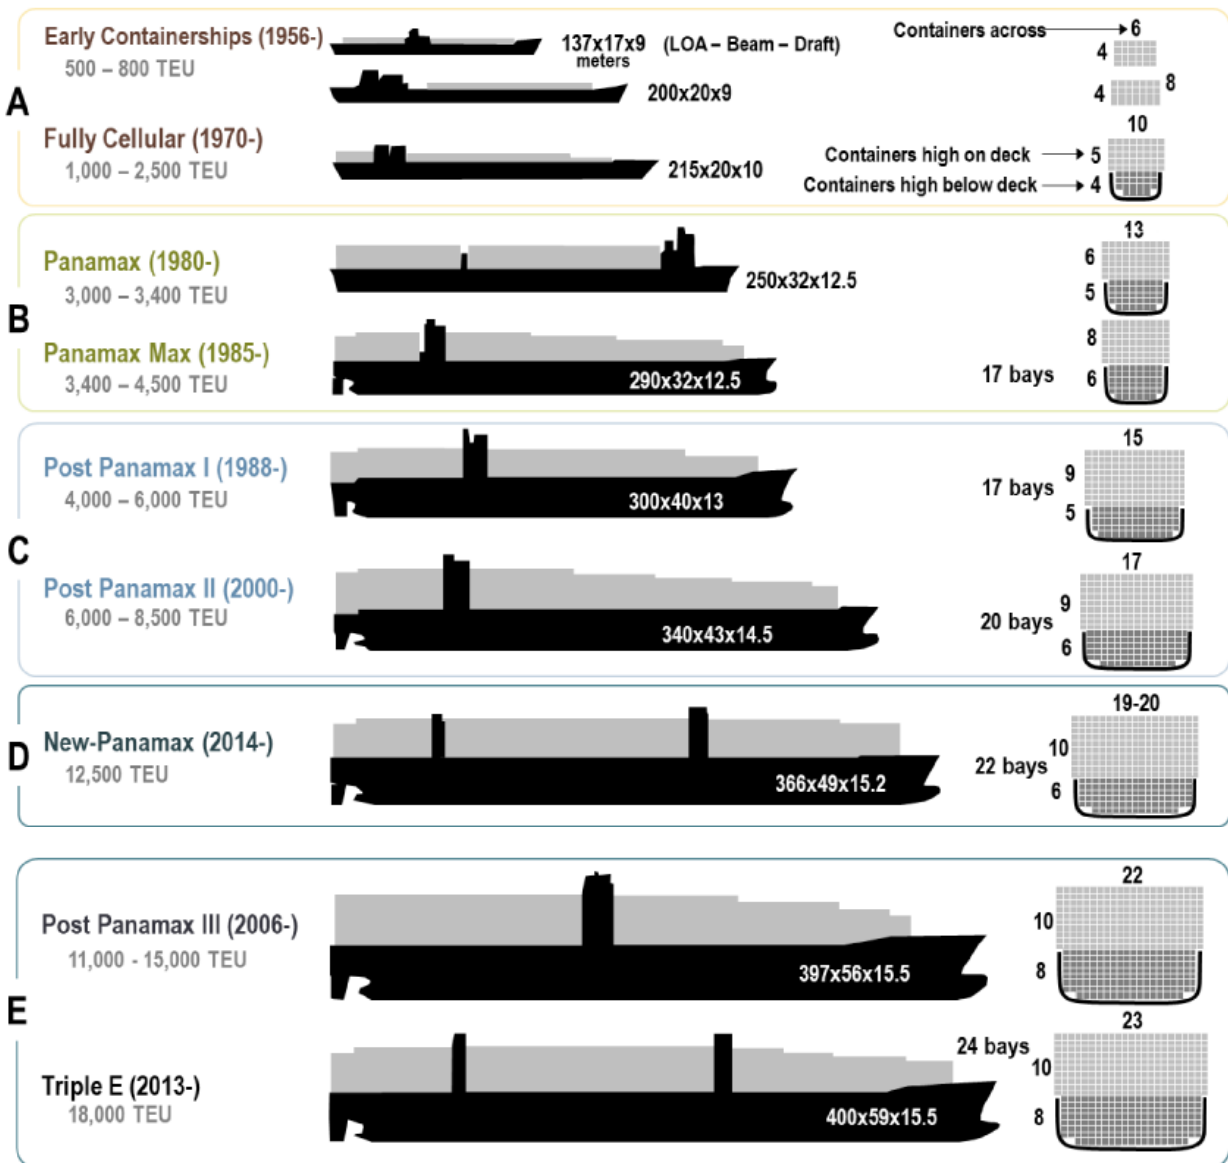 A
Early Containerships (1956-)
500 – 800 TEU
137x17x9 (LOA – Beam – Draft)
meters
Containers across
6
4
200x20x9
4
8
Fully Cellular (1970-)
1,000 – 2,500 TEU
215x20x10
10
Containers high on deck
5
Containers high below deck
4
B
Panamax (1980-)
3,000 – 3,400 TEU
250x32x12.5
13
6
5
Panamax Max (1985-)
3,400 – 4,500 TEU
290x32x12.5
17 bays
8
6
C
Post Panamax I (1988-)
4,000 – 6,000 TEU
300x40x13
17 bays
15
9
5
Post Panamax II (2000-)
6,000 – 8,500 TEU
340x43x14.5
20 bays
17
9
6
D
New-Panamax (2014-)
12,500 TEU
366x49x15.2
22 bays
19-20
10
6
E
Post Panamax III (2006-)
11,000 - 15,000 TEU
397x56x15.5
22
10
8
Triple E (2013-)
18,000 TEU
400x59x15.5
24 bays
23
10
8